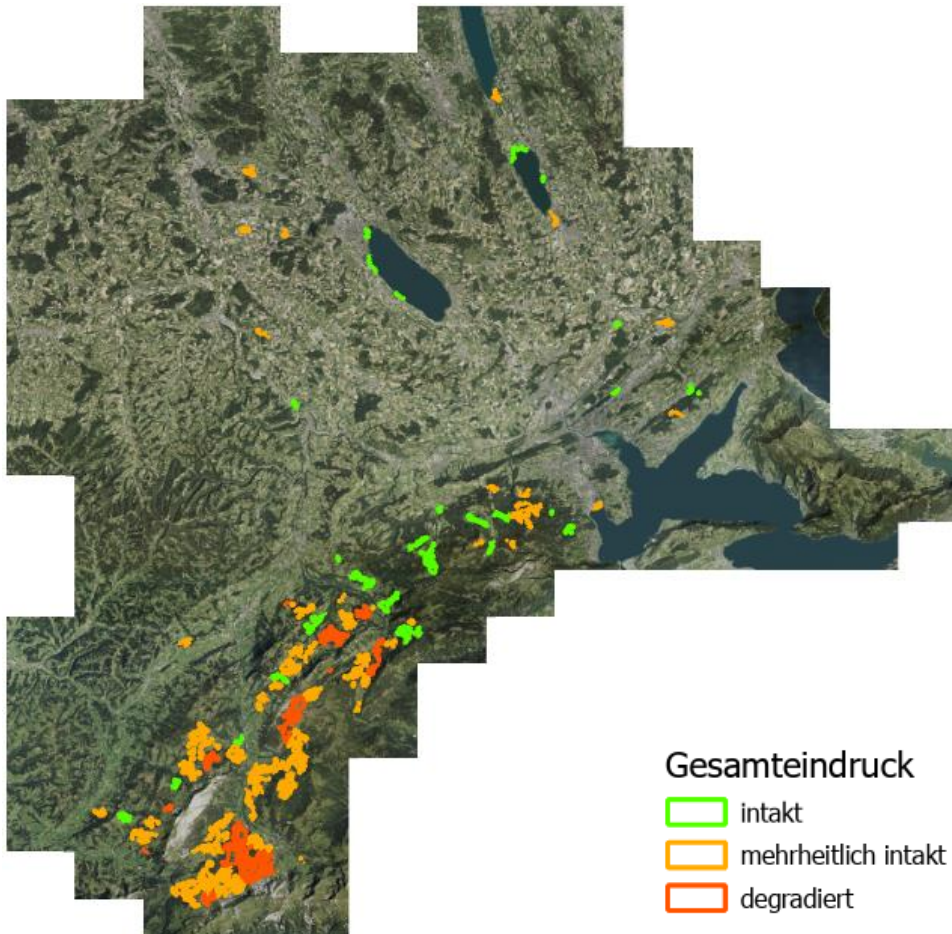 Gesamteindruck
intakt
mehrheitlich intakt
degradiert